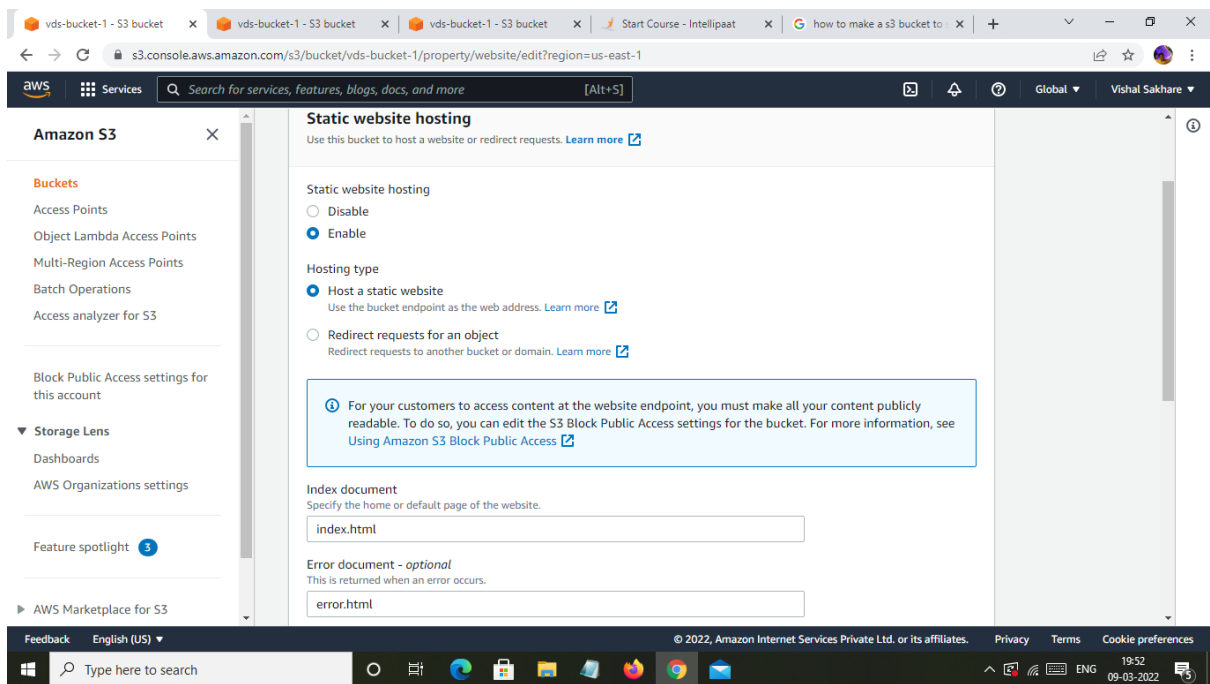 vds-bucket-1 - S3 bucket
vds-bucket-1 - S3 bucket
vds-bucket-1 - S3 bucket
Start Course - Intellipaat
how to make a s3 bucket to
s3.console.aws.amazon.com/s3/bucket/vds-bucket-1/property/website/edit?region=us-east-1
aws
Services
Search for services, features, blogs, docs, and more
[Alt+S]
Global
Vishal Sakhare
Amazon S3
Buckets
Access Points
Object Lambda Access Points
Multi-Region Access Points
Batch Operations
Access analyzer for S3
Block Public Access settings for
this account
Storage Lens
Dashboards
AWS Organizations settings
Feature spotlight 3
AWS Marketplace for S3
Static website hosting
Use this bucket to host a website or redirect requests. Learn more
Static website hosting
Disable
Enable
Hosting type
Host a static website
Use the bucket endpoint as the web address. Learn more
Redirect requests for an object
Redirect requests to another bucket or domain. Learn more
For your customers to access content at the website endpoint, you must make all your content publicly
readable. To do so, you can edit the S3 Block Public Access settings for the bucket. For more information, see
Using Amazon S3 Block Public Access
Index document
Specify the home or default page of the website.
index.html
Error document - optional
This is returned when an error occurs.
error.html
Feedback
English (US)
© 2022, Amazon Internet Services Private Ltd. or its affiliates.
Privacy
Terms
Cookie preferences
Type here to search
ENG
19:52
09-03-2022
5